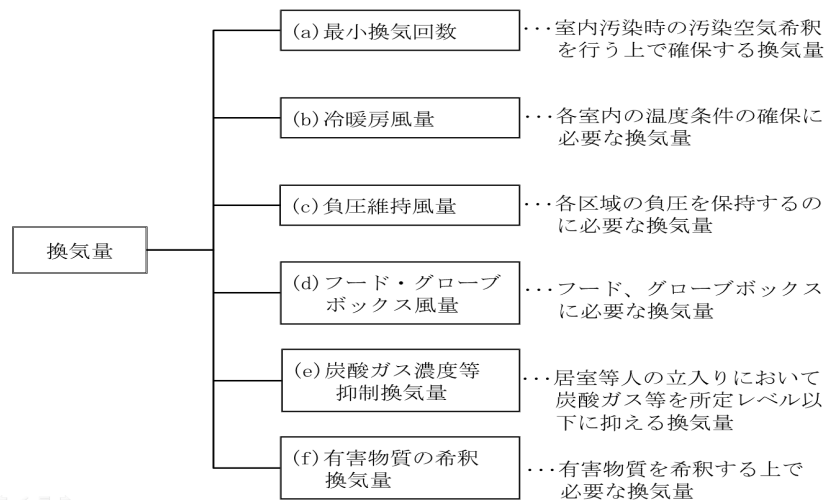 換気量
(a)最小換気回数
･･･室内汚染時の汚染空気希釈
を行う上で確保する換気量
(b)冷暖房風量
･･･各室内の温度条件の確保に
必要な換気量
(c)負圧維持風量
･･･各区域の負圧を保持するの
に必要な換気量
(d)フード・グローブ
ボックス風量
･･･フード、グローブボックス
に必要な換気量
(e)炭酸ガス濃度等
抑制換気量
･･･居室等人の立入りにおいて
炭酸ガス等を所定レベル以
下に抑える換気量
(f)有害物質の希釈
換気量
･･･有害物質を希釈する上で
必要な換気量